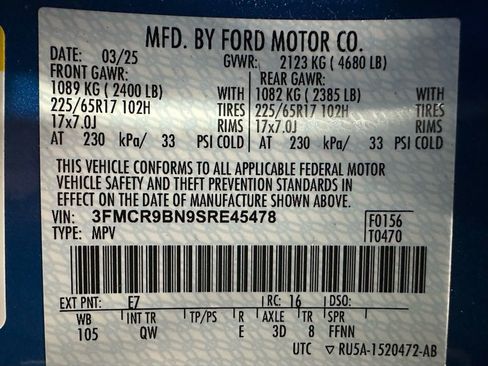 MFD. BY FORD MOTOR CO.
DATE: 03/25 GVWR: 2123 KG ( 4680 LB)
FRONT GAWR: REAR GAWR:
1089 KG ( 2400 LB) WITH 1082 KG ( 2385 LB) WITH
225/65R17 102H TIRES 225/65R17 102H TIRES
17x7.0J RIMS 17x7.0J RIMS
AT 230 kPa/ 33 PSI COLD AT 230 kPa/ 33 PSI COLD
THIS VEHICLE CONFORMS TO ALL APPLICABLE FEDERAL MOTOR
VEHICLE SAFETY AND THEFT PREVENTION STANDARDS IN
EFFECT ON THE DATE OF MANUFACTURE SHOWN ABOVE.
VIN: 3FMCR9BN9SRE45478 F0156
TYPE: MPV T0470
EXT PNT: E7 RC: 16 DSO:
WB INT TR TP/PS R AXLE TR SPR
105 QW E 3D 8 FFNN
UTC ▽ RU5A-1520472-AB